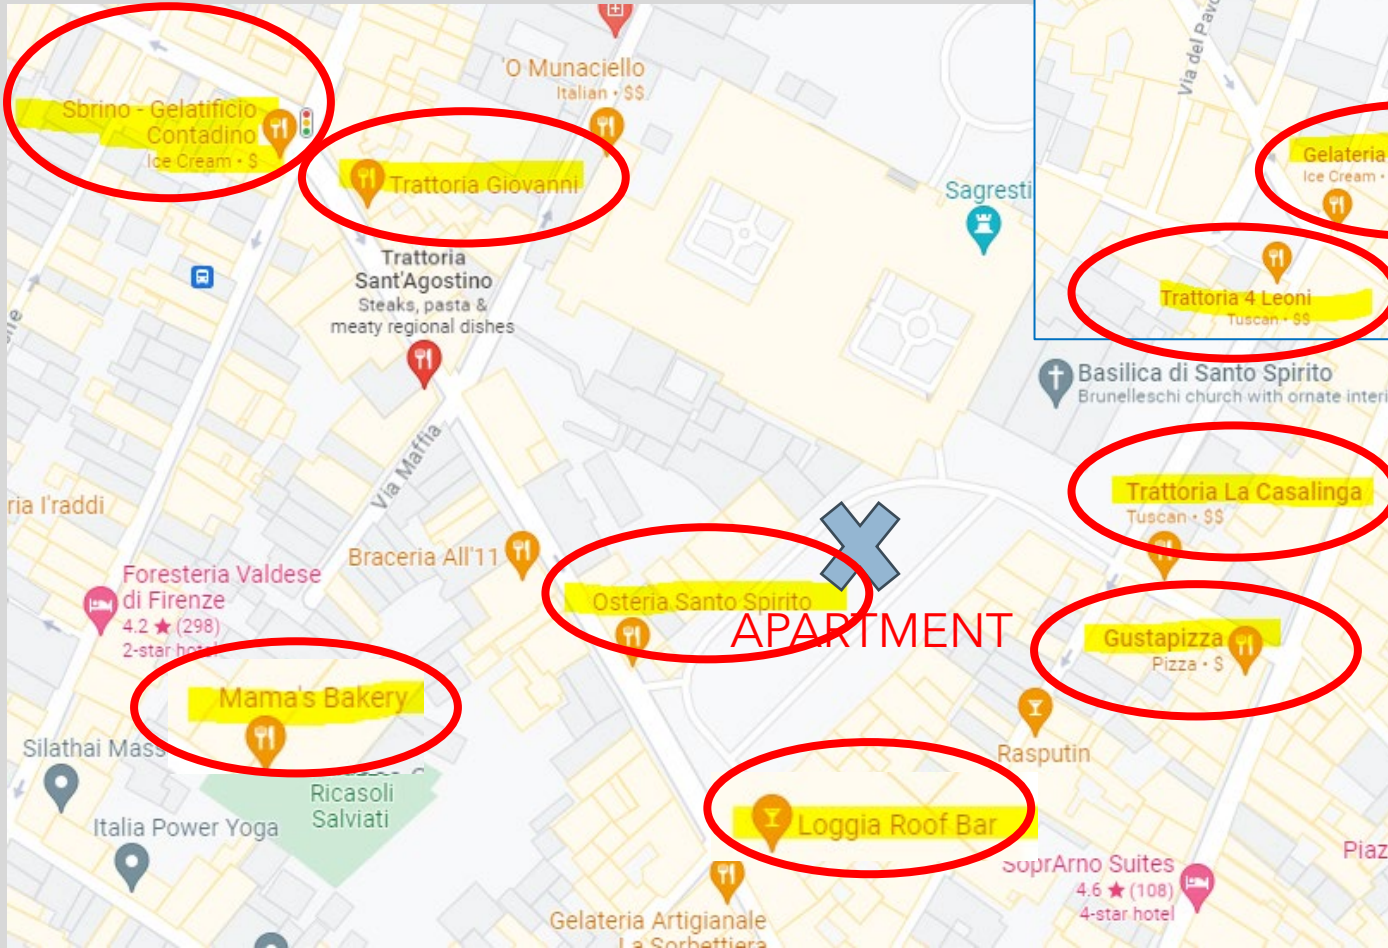 'O Munaciello
Italian • $$
Via del Pavo
Sbrino - Gelatificio
Contadino
Ice Cream • $
Trattoria Giovanni
Gelateria
Ice Cream •
Sagresti
Trattoria
Sant'Agostino
Steaks, pasta &
meaty regional dishes
Trattoria 4 Leoni
Tuscan • $$
Basilica di Santo Spirito
Brunelleschi church with ornate interi
Via Maffia
ria I'raddi
Trattoria La Casalinga
Tuscan • $$
Braceria All'11
Foresteria Valdese
di Firenze
4.2 ★ (298)
2-star hotel
Osteria Santo Spirito
APARTMENT
Gustapizza
Pizza • $
Mama's Bakery
Silathai Mass
Rasputin
Ricasoli
Salviati
Italia Power Yoga
Loggia Roof Bar
SoprArno Suites
4.6 ★ (108)
4-star hotel
Piaz
Gelateria Artigianale
La Sorbettiera